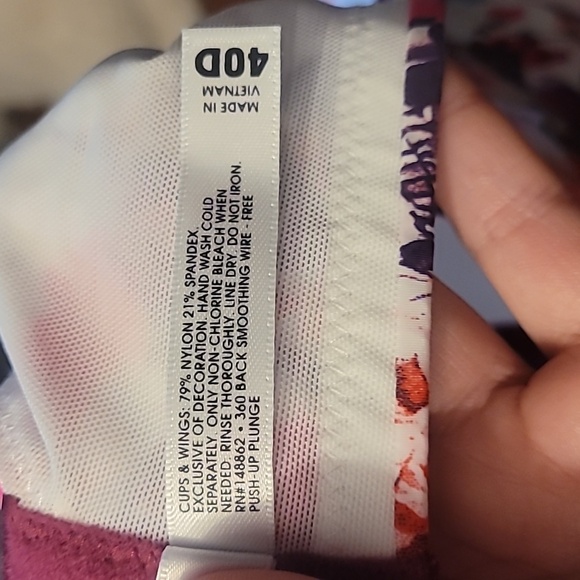 40D
MADE IN
VIETNAM
CUPS & WINGS: 79% NYLON 21% SPANDEX.
EXCLUSIVE OF DECORATION. HAND WASH COLD
SEPARATELY. ONLY NON-CHLORINE BLEACH WHEN
NEEDED. RINSE THOROUGHLY. LINE DRY. DO NOT IRON.
RN#148862 • 360 BACK SMOOTHING WIRE - FREE
PUSH-UP PLUNGE